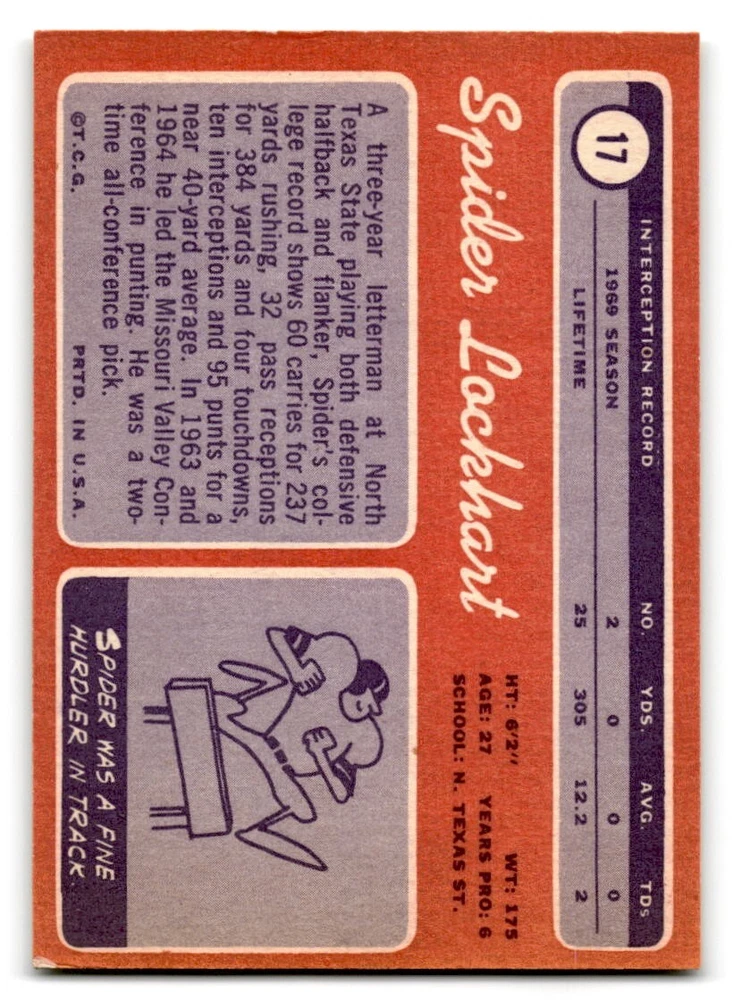 17
INTERCEPTION RECORD NO. YDS. AVG. TDs
1969 SEASON 2 0 0 0
LIFETIME 25 305 12.2 2
Spider Lockhart
HT: 6'2" WT: 175
AGE: 27 YEARS PRO: 6
SCHOOL: N. TEXAS ST.
A three-year letterman at North
Texas State playing both defensive
halfback and flanker, Spider's col-
lege record shows 60 carries for 237
yards rushing, 32 pass receptions
for 384 yards and four touchdowns,
ten interceptions and 95 punts for a
near 40-yard average. In 1963 and
1964 he led the Missouri Valley Con-
ference in punting. He was a two-
time all-conference pick.
©T.C.G. PRTD. IN U.S.A.
SPIDER WAS A FINE
HURDLER IN TRACK.